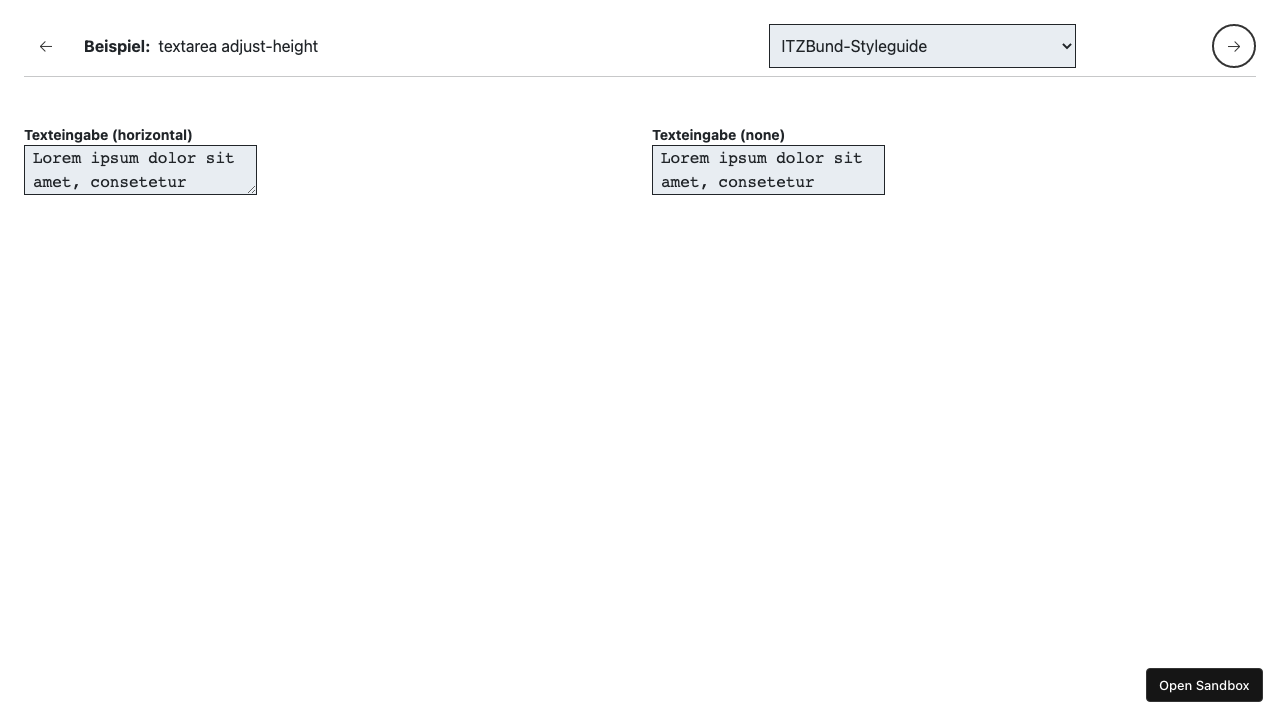 Beispiel: textarea adjust-height
ITZBund-Styleguide
Texteingabe (horizontal)
Lorem ipsum dolor sit
amet, consetetur
Texteingabe (none)
Lorem ipsum dolor sit
amet, consetetur
Open Sandbox